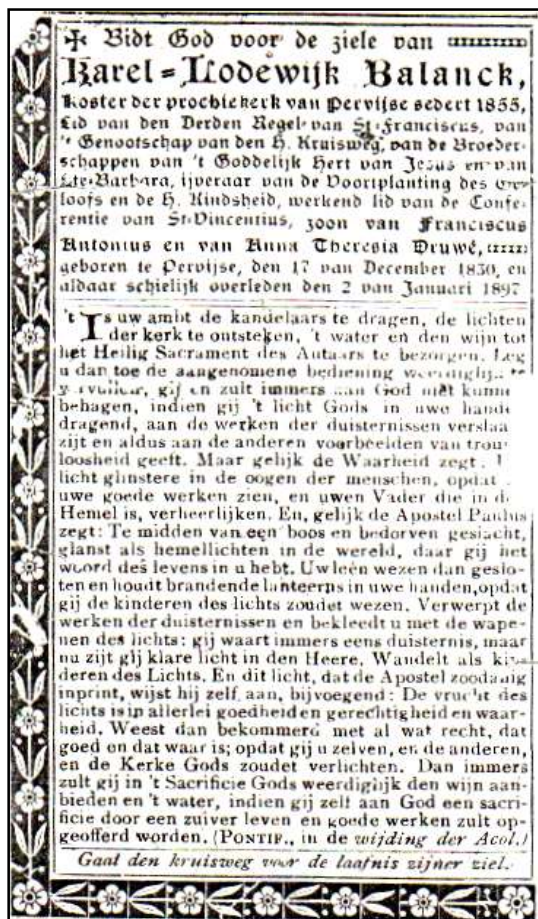 ✠ Bidt God voor de ziele van
Karel=Lodewijk Balanck,
koster der prochiekerk van Pervijse sedert 1855,
Lid van den Derden Regel van St-Franciscus, van
't Genootschap van den H. Kruisweg, van de Broeder-
schappen van 't Goddelijk Hert van Jesus en van
Ste-Barbara, ijveraar van de Voortplanting des Ge-
loofs en de H. Kindsheid, werkend lid van de Confe-
rentie van St-Vincentius, zoon van Franciscus
Antonius en van Anna Theresia Druwé,
geboren te Pervijse, den 17 van December 1830, en
aldaar schielijk overleden den 2 van Januari 1897
't Is uw ambt de kandelaars te dragen, de lichten
der kerk te ontsteken, 't water en den wijn tot
het Heilig Sacrament des Autaars te bezorgen. Leg
u dan toe de aangenomene bediening weerdiglijk te
vervullen, gij en zult immers aan God niet kunne
behagen, indien gij 't licht Gods in uwe hande
dragend, aan de werken der duisternissen verslaa
zijt en aldus aan de anderen voorbeelden van trou-
loosheid geeft. Maar gelijk de Waarheid zegt:
licht glinstere in de oogen der menschen, opdat
uwe goede werken zien, en uwen Vader die in de
Hemel is, verheerlijken. En, gelijk de Apostel Paulus
zegt: Te midden van een boos en bedorven geslacht,
glanst als hemellichten in de wereld, daar gij het
woord des levens in u hebt. Uw leên wezen dan geslo-
ten en houdt brandende lanteerns in uwe handen, opdat
gij de kinderen des lichts zoudet wezen. Verwerpt de
werken der duisternissen en bekleedt u met de wape-
nen des lichts: gij waart immers eens duisternis, maar
nu zijt gij klare licht in den Heere. Wandelt als kin-
deren des Lichts. En dit licht, dat de Apostel zoodanig
inprint, wijst hij zelf aan, bijvoegend: De vrucht des
lichts is in allerlei goedheid en gerechtigheid en waar-
heid. Weest dan bekommerd met al wat recht, dat
goed en dat waar is; opdat gij u zelven, en de anderen,
en de Kerke Gods zoudet verlichten. Dan immers
zult gij in 't Sacrificie Gods weerdiglijk den wijn aan-
bieden en 't water, indien gij zelf aan God een sacri-
ficie door een zuiver leven en goede werken zult op-
geofferd worden. (PONTIF., in de wijding der Acol.)
Gaat den kruisweg voor de laafnis zijner ziel.